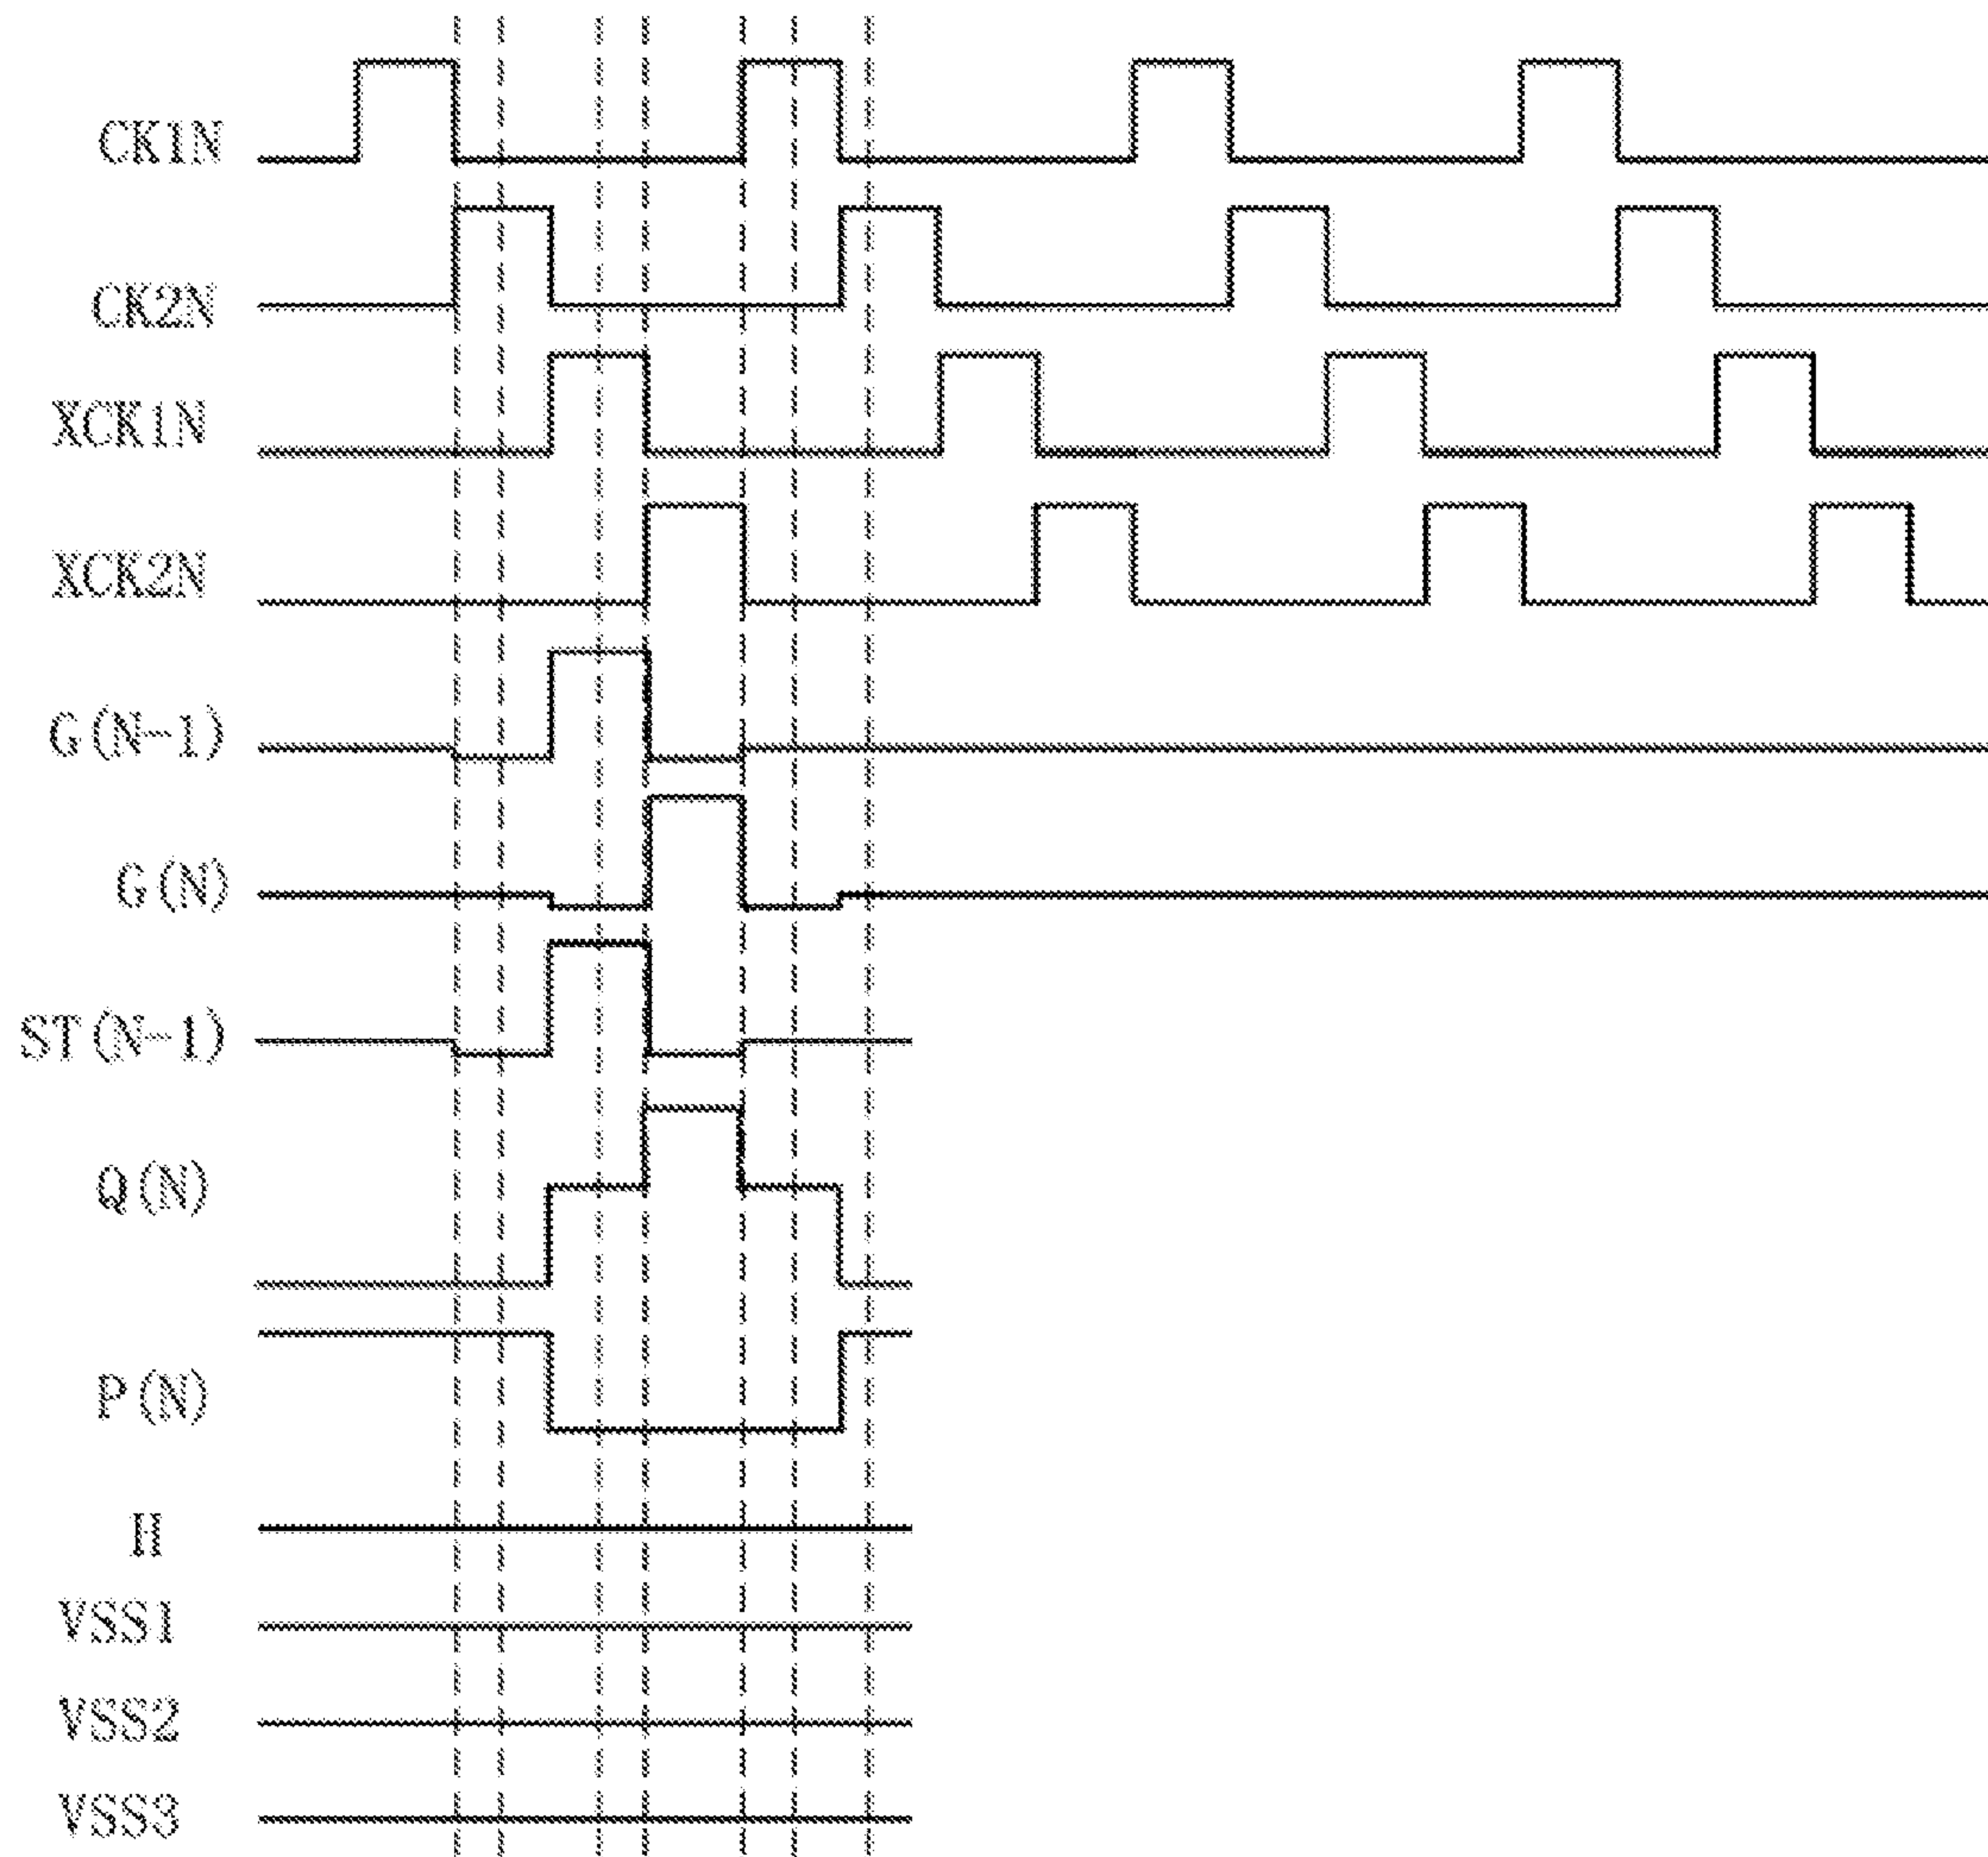 CK1N
CK2N
XCK1N
XCK2N
G(N-1)
G(N)
ST(N-1)
Q(N)
P(N)
H
VSS1
VSS2
VSS3